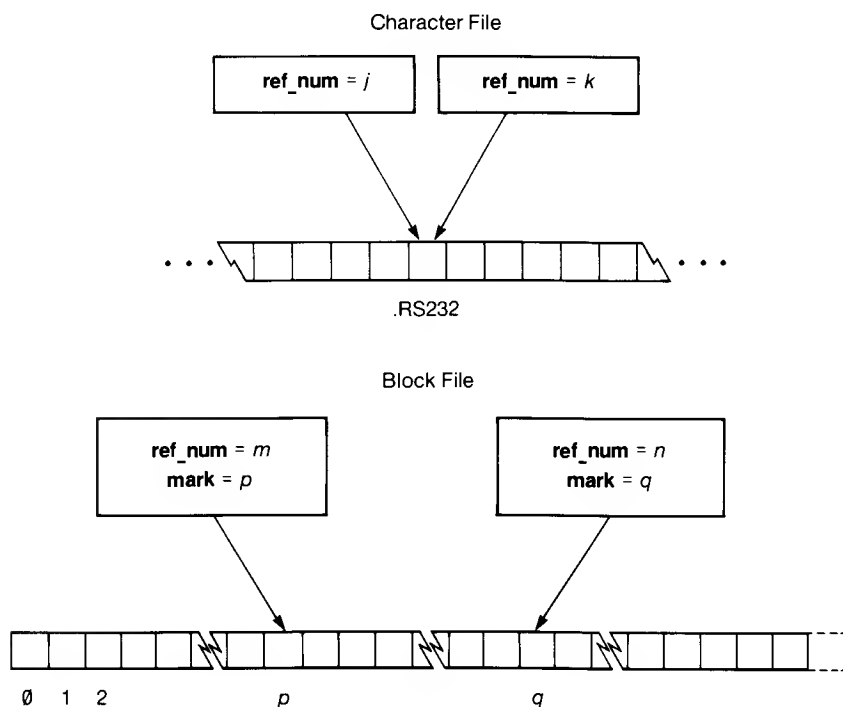 Character File
ref_num = j
ref_num = k
. . .
. . .
.RS232
Block File
ref_num = m
mark = p
ref_num = n
mark = q
Ø 1 2 p q